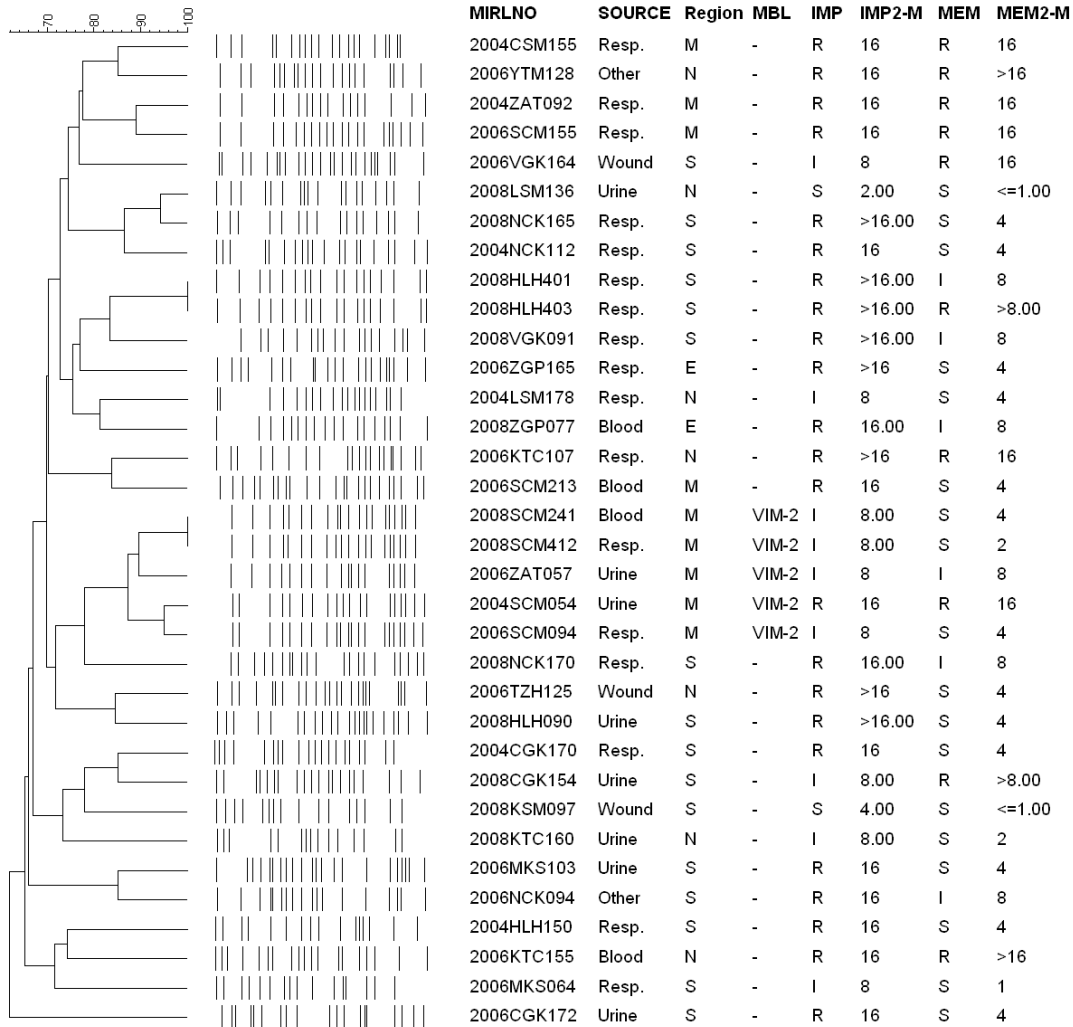 70 80 90 100
MIRLNO SOURCE Region MBL IMP IMP2-M MEM MEM2-M
2004CSM155 Resp. M - R 16 R 16
2006YTM128 Other N - R 16 R >16
2004ZAT092 Resp. M - R 16 R 16
2006SCM155 Resp. M - R 16 R 16
2006VGK164 Wound S - I 8 R 16
2008LSM136 Urine N - S 2.00 S <=1.00
2008NCK165 Resp. S - R >16.00 S 4
2004NCK112 Resp. S - R 16 S 4
2008HLH401 Resp. S - R >16.00 I 8
2008HLH403 Resp. S - R >16.00 R >8.00
2008VGK091 Resp. S - R >16.00 I 8
2006ZGP165 Resp. E - R >16 S 4
2004LSM178 Resp. N - I 8 S 4
2008ZGP077 Blood E - R 16.00 I 8
2006KTC107 Resp. N - R >16 R 16
2006SCM213 Blood M - R 16 S 4
2008SCM241 Blood M VIM-2 I 8.00 S 4
2008SCM412 Resp. M VIM-2 I 8.00 S 2
2006ZAT057 Urine M VIM-2 I 8 I 8
2004SCM054 Urine M VIM-2 R 16 R 16
2006SCM094 Resp. M VIM-2 I 8 S 4
2008NCK170 Resp. S - R 16.00 I 8
2006TZH125 Wound N - R >16 S 4
2008HLH090 Urine S - R >16.00 S 4
2004CGK170 Resp. S - R 16 S 4
2008CGK154 Urine S - I 8.00 R >8.00
2008KSM097 Wound S - S 4.00 S <=1.00
2008KTC160 Urine N - I 8.00 S 2
2006MKS103 Urine S - R 16 S 4
2006NCK094 Other S - R 16 I 8
2004HLH150 Resp. S - R 16 S 4
2006KTC155 Blood N - R 16 R >16
2006MKS064 Resp. S - I 8 S 1
2006CGK172 Urine S - R 16 S 4